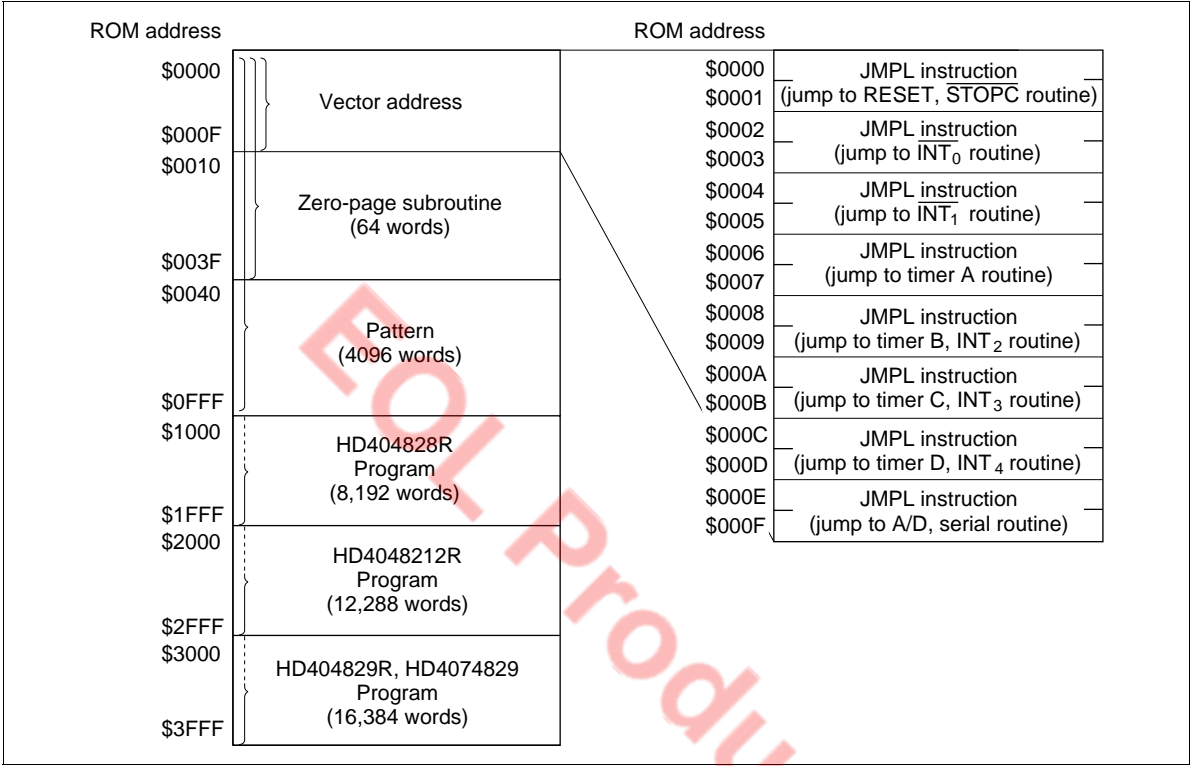 ROM address
$0000
Vector address
$000F
$0010
Zero-page subroutine
(64 words)
$003F
$0040
Pattern
(4096 words)
$0FFF
$1000
HD404828R
Program
(8,192 words)
$1FFF
$2000
HD4048212R
Program
(12,288 words)
$2FFF
$3000
HD404829R, HD4074829
Program
(16,384 words)
$3FFF
ROM address
$0000
JMPL instruction
$0001
(jump to RESET, STOPC routine)
$0002
JMPL instruction
$0003
(jump to INT0 routine)
$0004
JMPL instruction
$0005
(jump to INT1 routine)
$0006
JMPL instruction
$0007
(jump to timer A routine)
$0008
JMPL instruction
$0009
(jump to timer B, INT2 routine)
$000A
JMPL instruction
$000B
(jump to timer C, INT3 routine)
$000C
JMPL instruction
$000D
(jump to timer D, INT4 routine)
$000E
JMPL instruction
$000F
(jump to A/D, serial routine)
EOL Produ